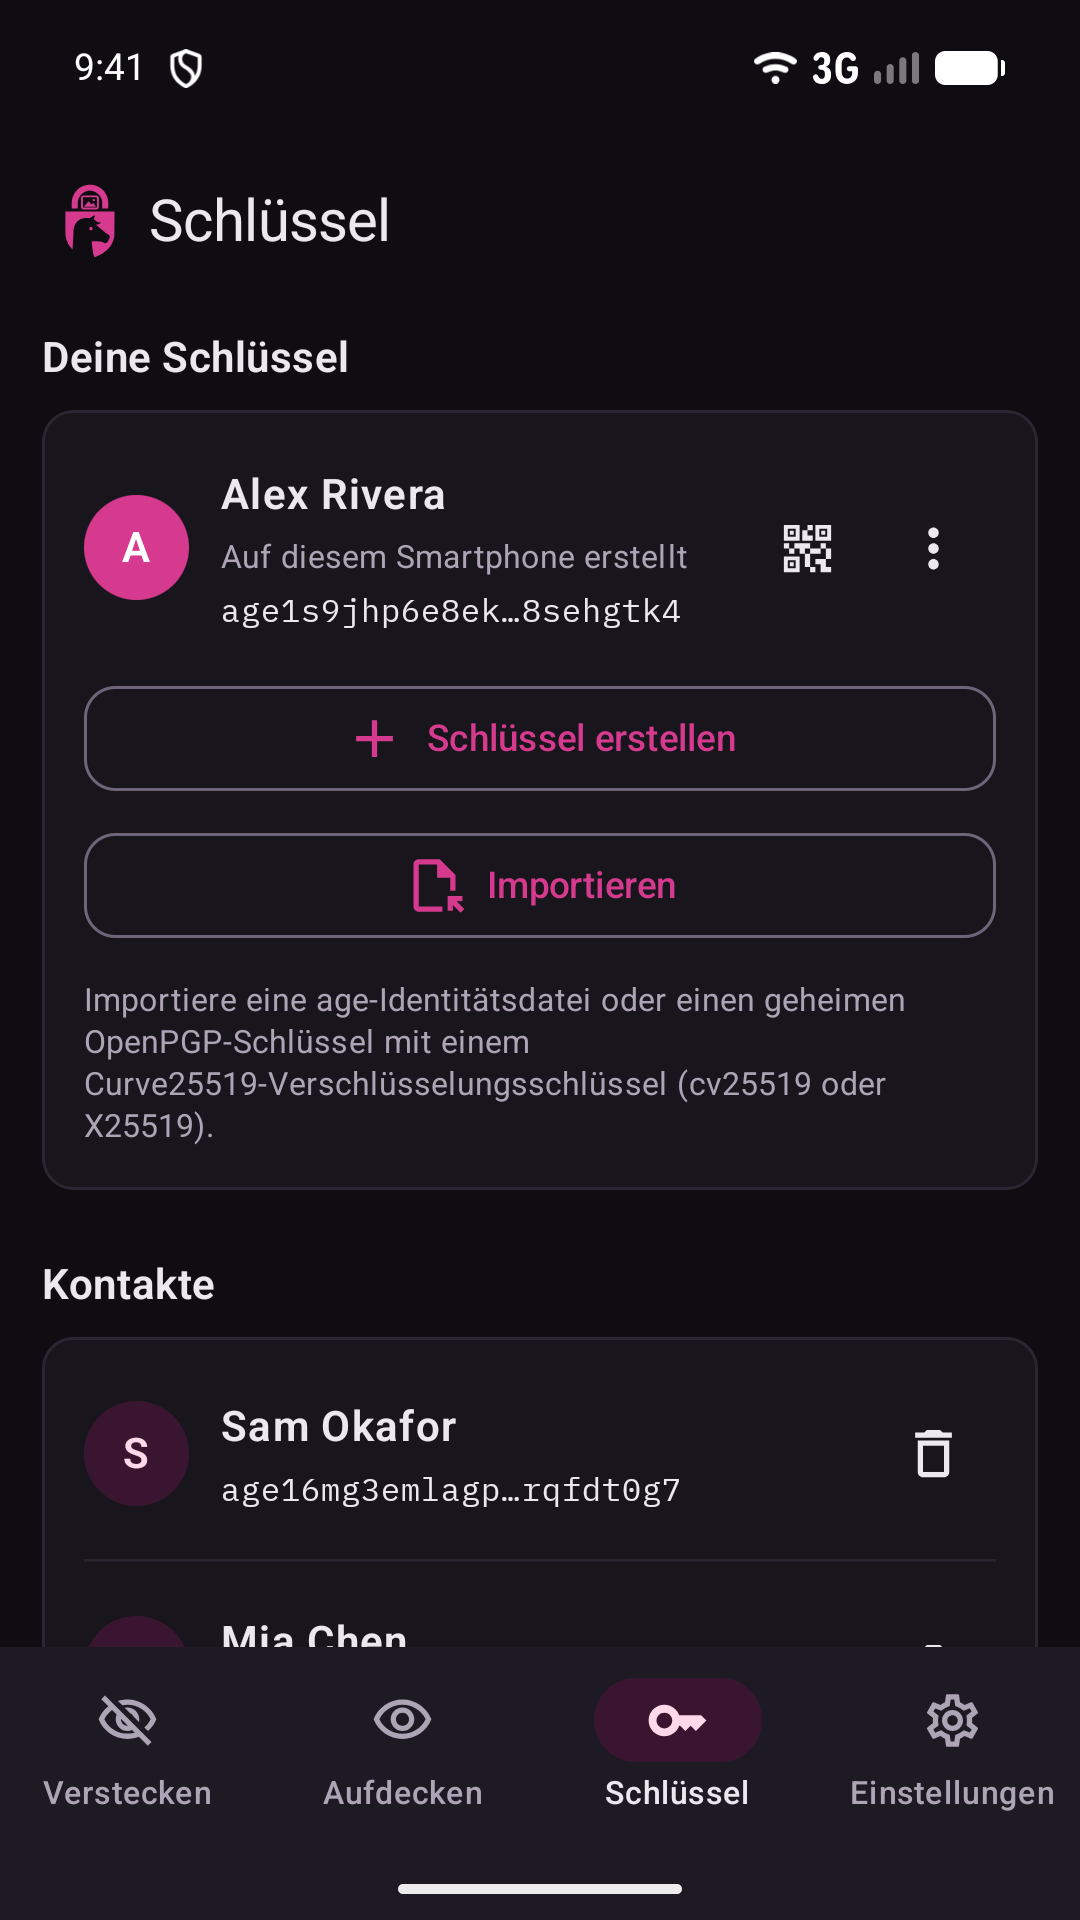 9:41
3G
Schlüssel
Deine Schlüssel
Alex Rivera
A
Auf diesem Smartphone erstellt
age1s9jhp6e8ek…8sehgtk4
Schlüssel erstellen
Importieren
Importiere eine age-Identitätsdatei oder einen geheimen
OpenPGP-Schlüssel mit einem
Curve25519-Verschlüsselungsschlüssel (cv25519 oder
X25519).
Kontakte
S
Sam Okafor
age16mg3emlagp…rqfdt0g7
Mia Chen
Verstecken
Aufdecken
Schlüssel
Einstellungen